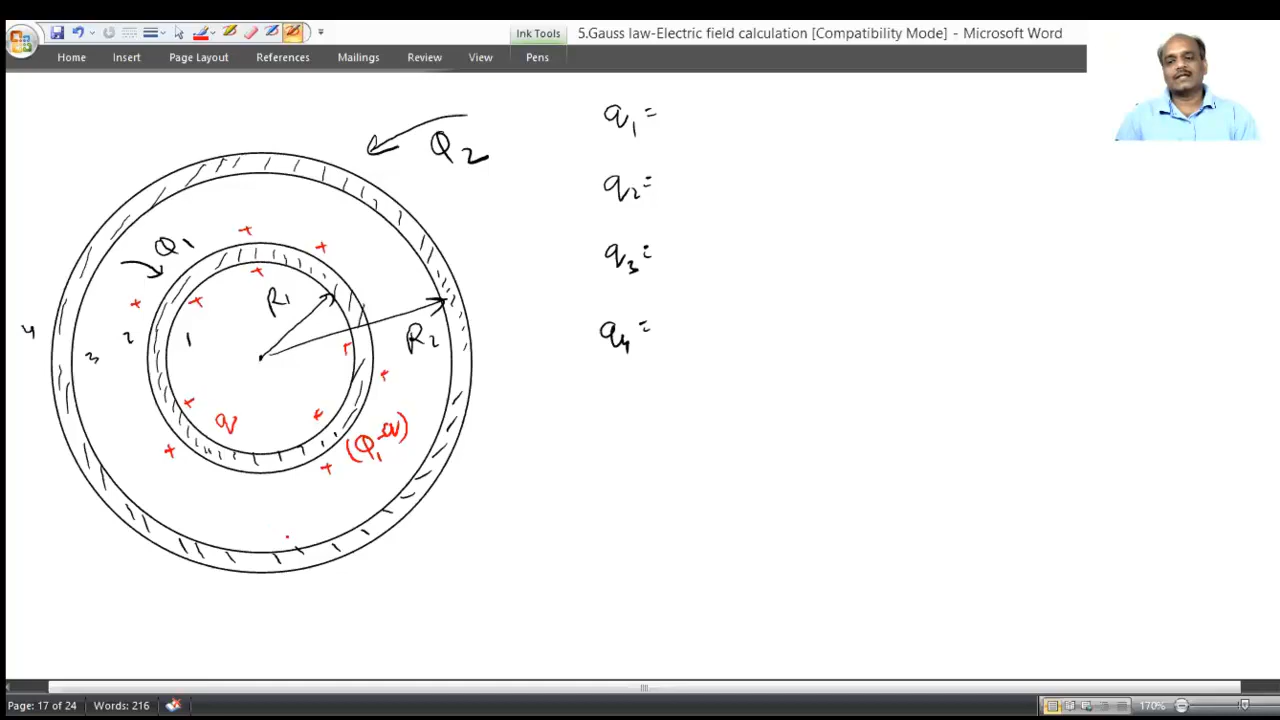 Ink Tools
5.Gauss law-Electric field calculation [Compatibility Mode] - Microsoft Word
Home Insert Page Layout References Mailings Review View Pens
q1=
Q2
q2=
Q1
q3=
R1
4 3 2 1
R2
q4=
q
(Q1-q)
Page: 17 of 24 Words: 216 170%